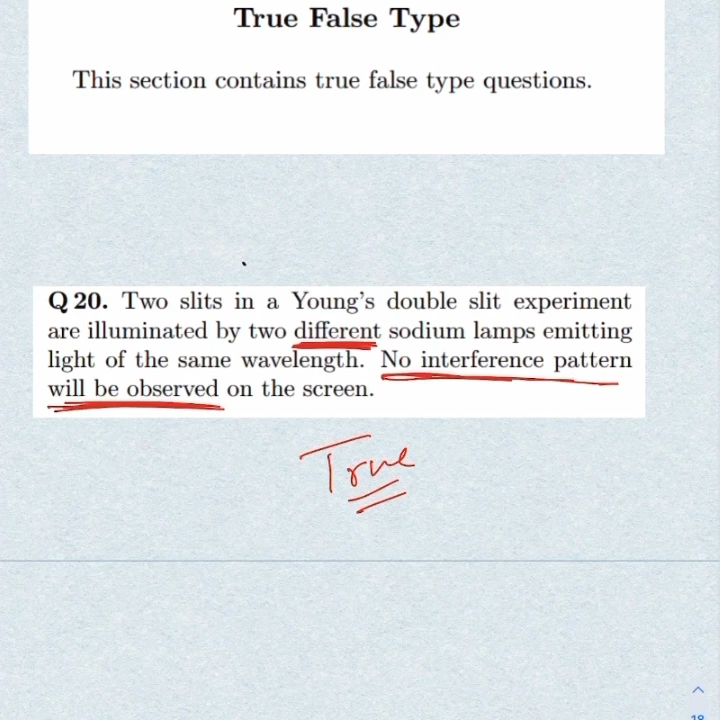 True False Type
This section contains true false type questions.
Q 20. Two slits in a Young's double slit experiment
are illuminated by two different sodium lamps emitting
light of the same wavelength. No interference pattern
will be observed on the screen.
True